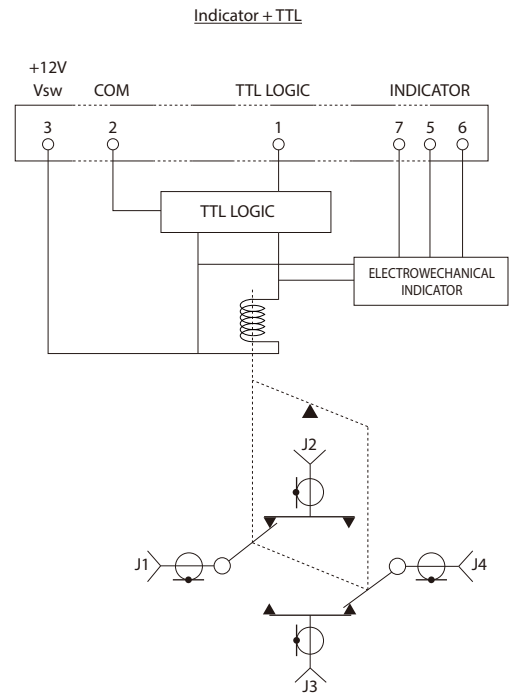 Indicator + TTL
+12V
Vsw COM TTL LOGIC INDICATOR
3 2 1 7 5 6
TTL LOGIC
ELECTROWECHANICAL
INDICATOR
J2
J1 J4
J3